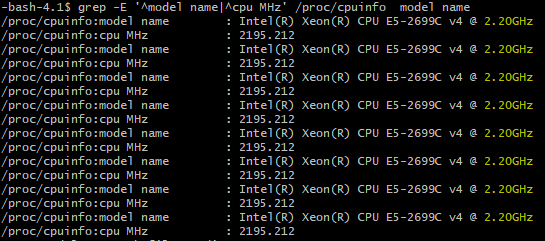 -bash-4.1$ grep -E '^model name|^cpu MHz' /proc/cpuinfo  model name
/proc/cpuinfo:model name : Intel(R) Xeon(R) CPU E5-2699C v4 @ 2.20GHz
/proc/cpuinfo:cpu MHz : 2195.212
/proc/cpuinfo:model name : Intel(R) Xeon(R) CPU E5-2699C v4 @ 2.20GHz
/proc/cpuinfo:cpu MHz : 2195.212
/proc/cpuinfo:model name : Intel(R) Xeon(R) CPU E5-2699C v4 @ 2.20GHz
/proc/cpuinfo:cpu MHz : 2195.212
/proc/cpuinfo:model name : Intel(R) Xeon(R) CPU E5-2699C v4 @ 2.20GHz
/proc/cpuinfo:cpu MHz : 2195.212
/proc/cpuinfo:model name : Intel(R) Xeon(R) CPU E5-2699C v4 @ 2.20GHz
/proc/cpuinfo:cpu MHz : 2195.212
/proc/cpuinfo:model name : Intel(R) Xeon(R) CPU E5-2699C v4 @ 2.20GHz
/proc/cpuinfo:cpu MHz : 2195.212
/proc/cpuinfo:model name : Intel(R) Xeon(R) CPU E5-2699C v4 @ 2.20GHz
/proc/cpuinfo:cpu MHz : 2195.212
/proc/cpuinfo:model name : Intel(R) Xeon(R) CPU E5-2699C v4 @ 2.20GHz
/proc/cpuinfo:cpu MHz : 2195.212